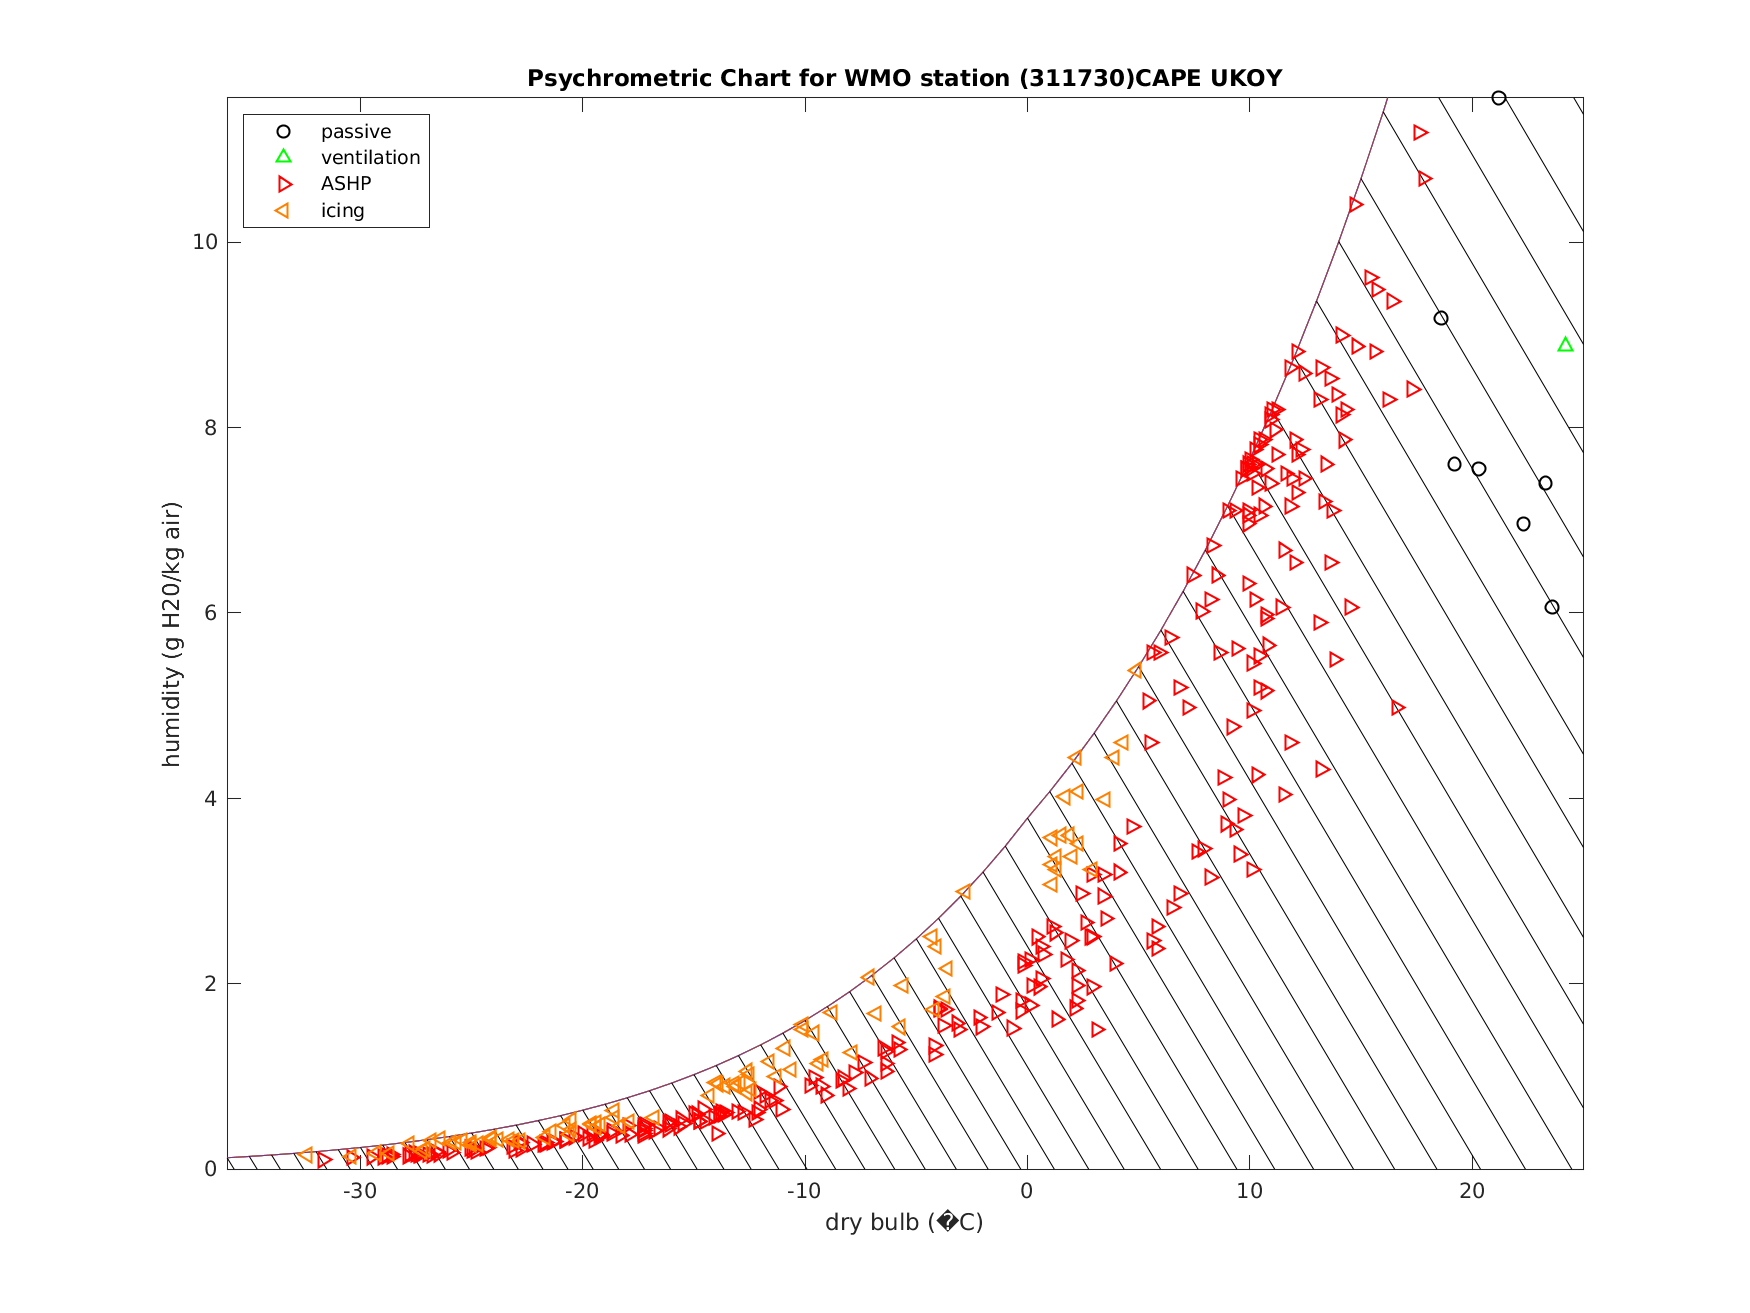 Psychrometric Chart for WMO station (311730)CAPE UKOY
passive
ventilation
ASHP
icing
humidity (g H20/kg air)
10
8
6
4
2
0
-30
-20
-10
0
10
20
dry bulb (�C)